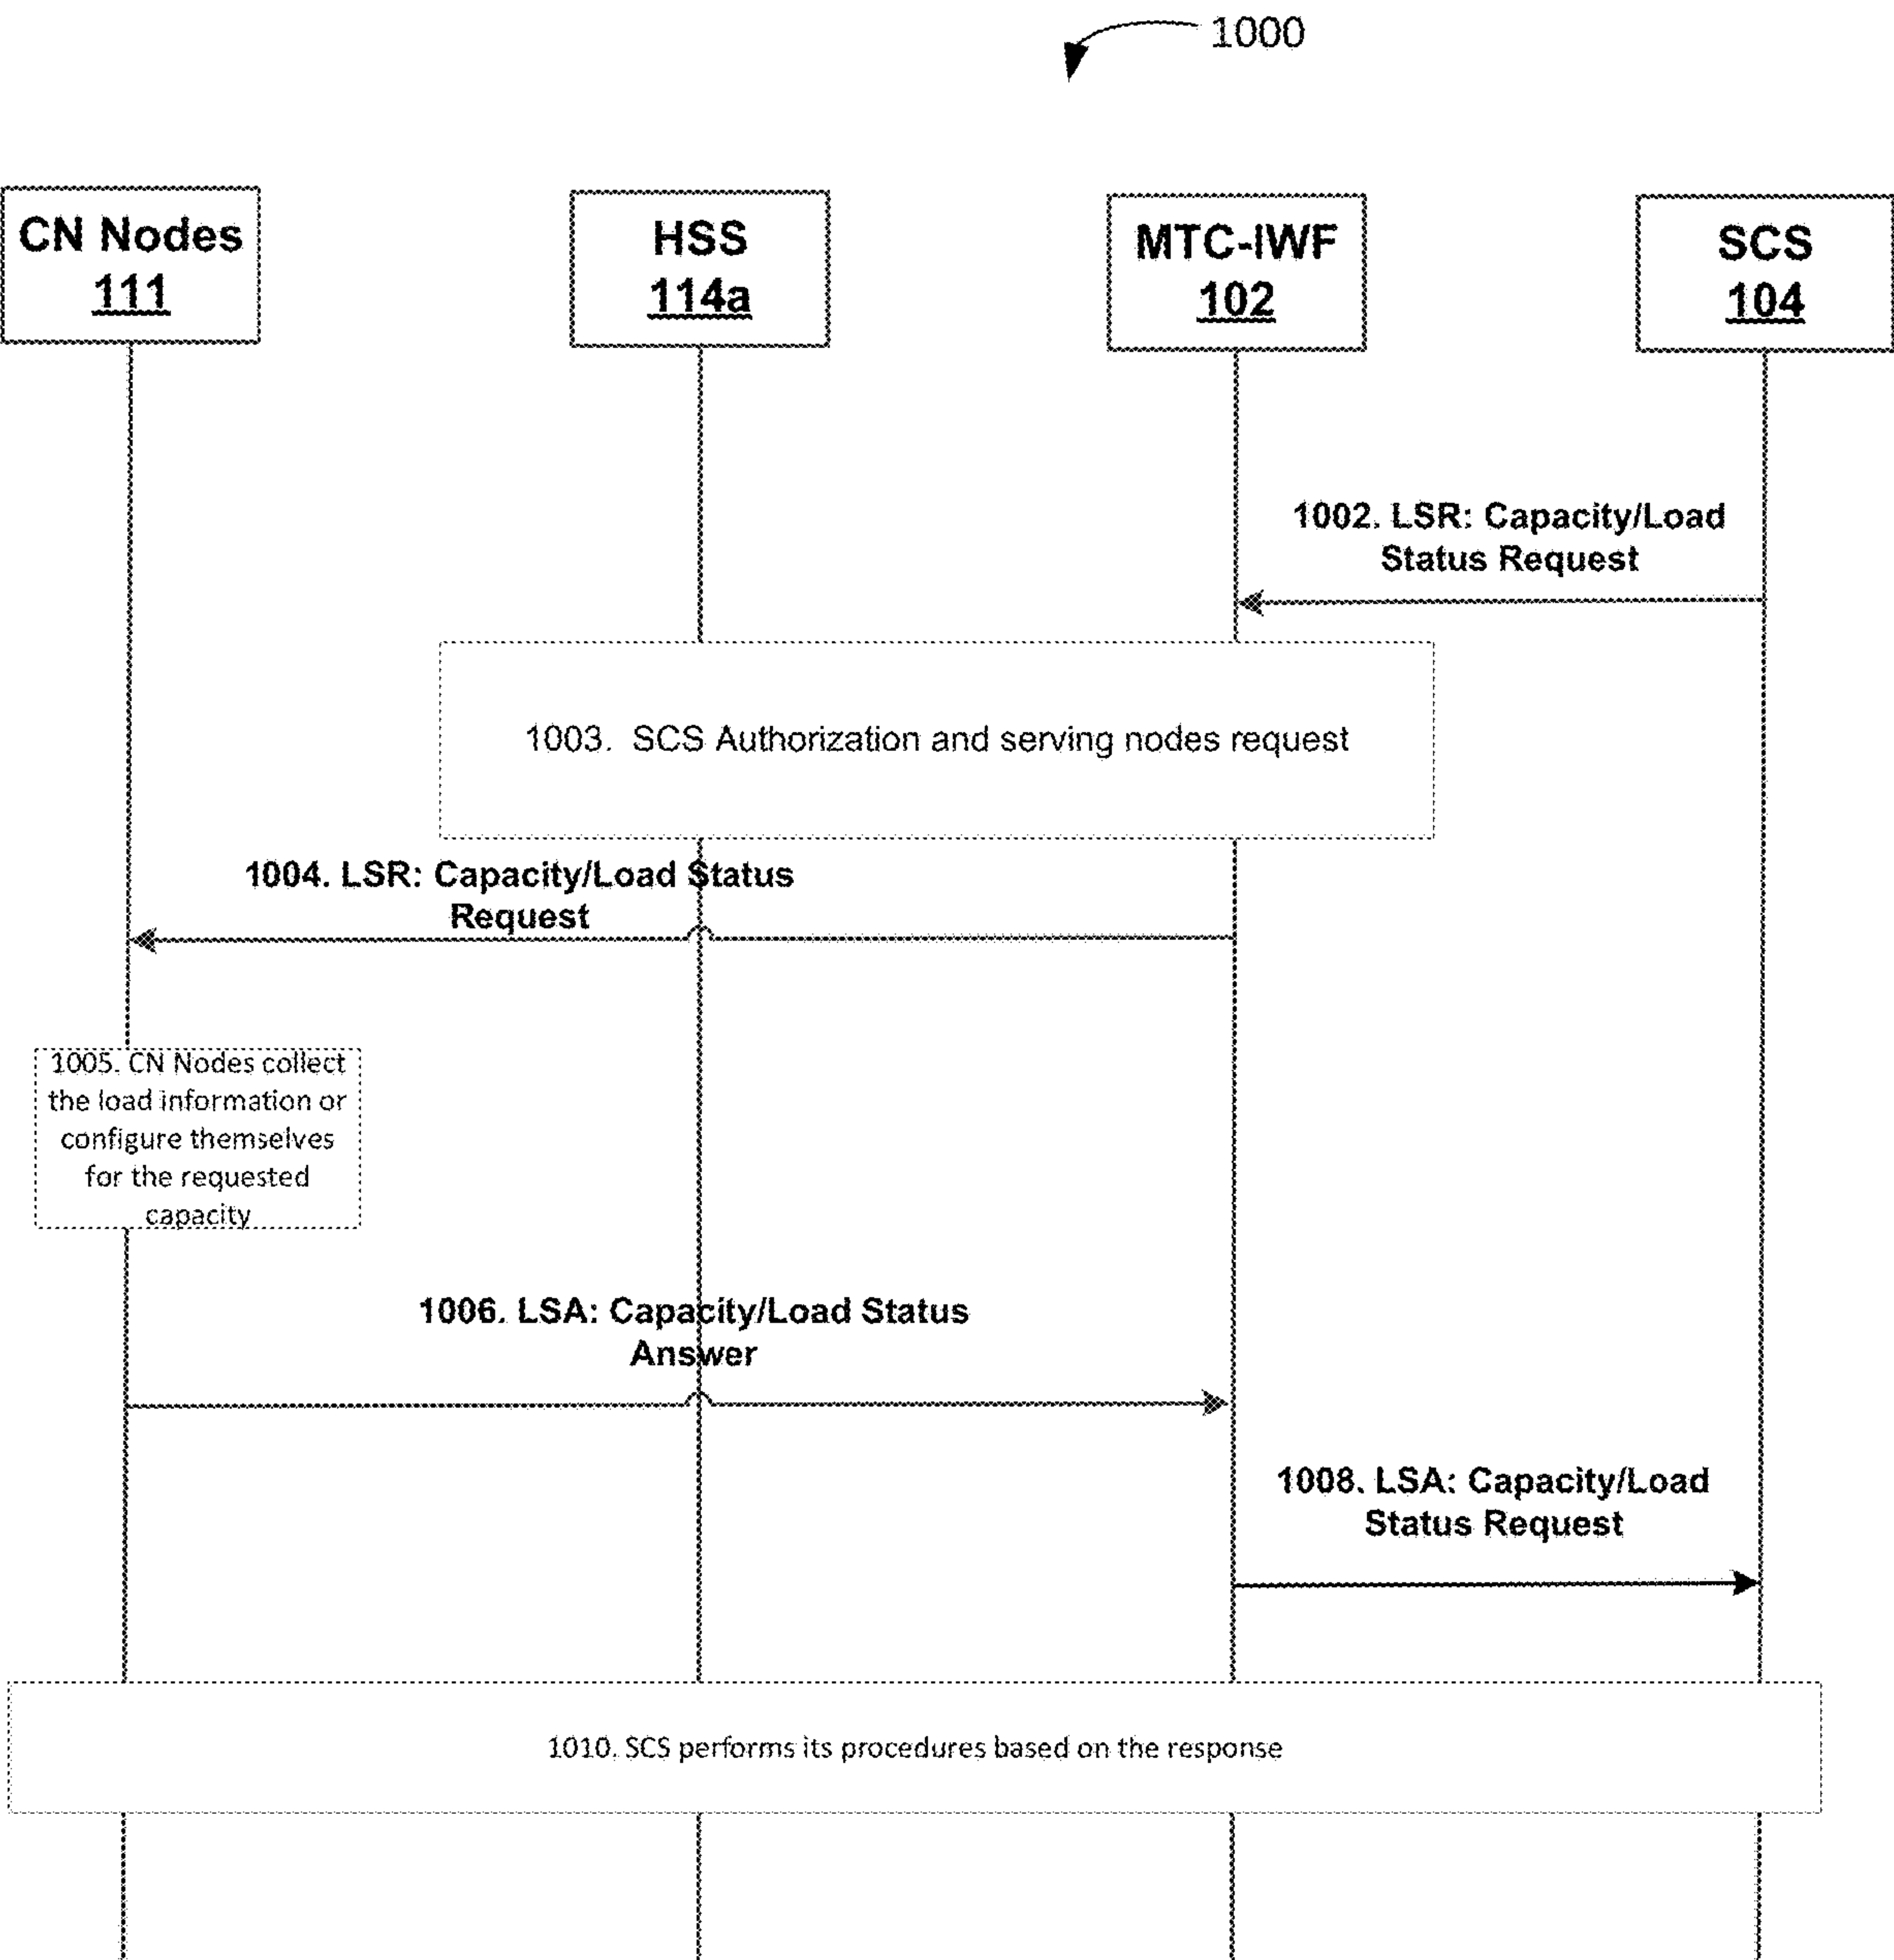 1000
CN Nodes
111
HSS
114a
MTC-IWF
102
SCS
104
1002. LSR: Capacity/Load
Status Request
1003. SCS Authorization and serving nodes request
1004. LSR: Capacity/Load Status
Request
1005. CN Nodes collect
the load information or
configure themselves
for the requested
capacity
1006. LSA: Capacity/Load Status
Answer
1008. LSA: Capacity/Load
Status Request
1010. SCS performs its procedures based on the response